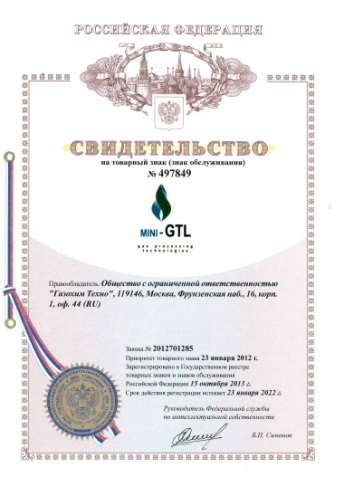 РОССИЙСКАЯ ФЕДЕРАЦИЯ
СВИДЕТЕЛЬСТВО
на товарный знак (знак обслуживания)
№ 497849
MINI - GTL
gas processing
technologies
Правообладатель: Общество с ограниченной ответственностью
"Газохим Техно", 119146, Москва, Фрунзенская наб., 16, корп.
1, оф. 44 (RU)
Заявка № 2012701285
Приоритет товарного знака 23 января 2012 г.
Зарегистрировано в Государственном реестре
товарных знаков и знаков обслуживания
Российской Федерации 15 октября 2013 г.
Срок действия регистрации истекает 23 января 2022 г.
Руководитель Федеральной службы
по интеллектуальной собственности
Б.П. Симонов